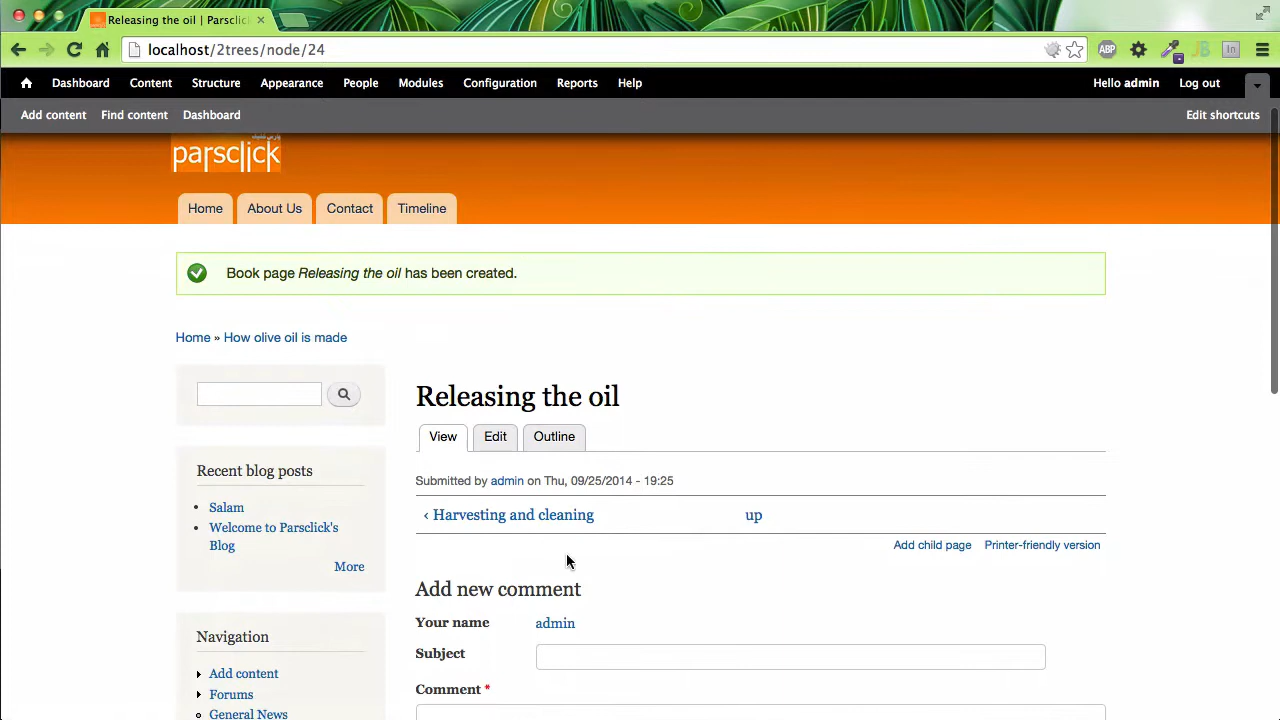 Releasing the oil | Parsclic
localhost/2trees/node/24
ABP
Dashboard Content Structure Appearance People Modules Configuration Reports Help Hello admin Log out
Add content Find content Dashboard Edit shortcuts
parsclick
Home About Us Contact Timeline
Book page Releasing the oil has been created.
Home » How olive oil is made
Releasing the oil
View Edit Outline
Submitted by admin on Thu, 09/25/2014 - 19:25
‹ Harvesting and cleaning up
Add child page Printer-friendly version
Add new comment
Your name admin
Subject
Comment *
Recent blog posts
Salam
Welcome to Parsclick's
Blog
More
Navigation
Add content
Forums
General News